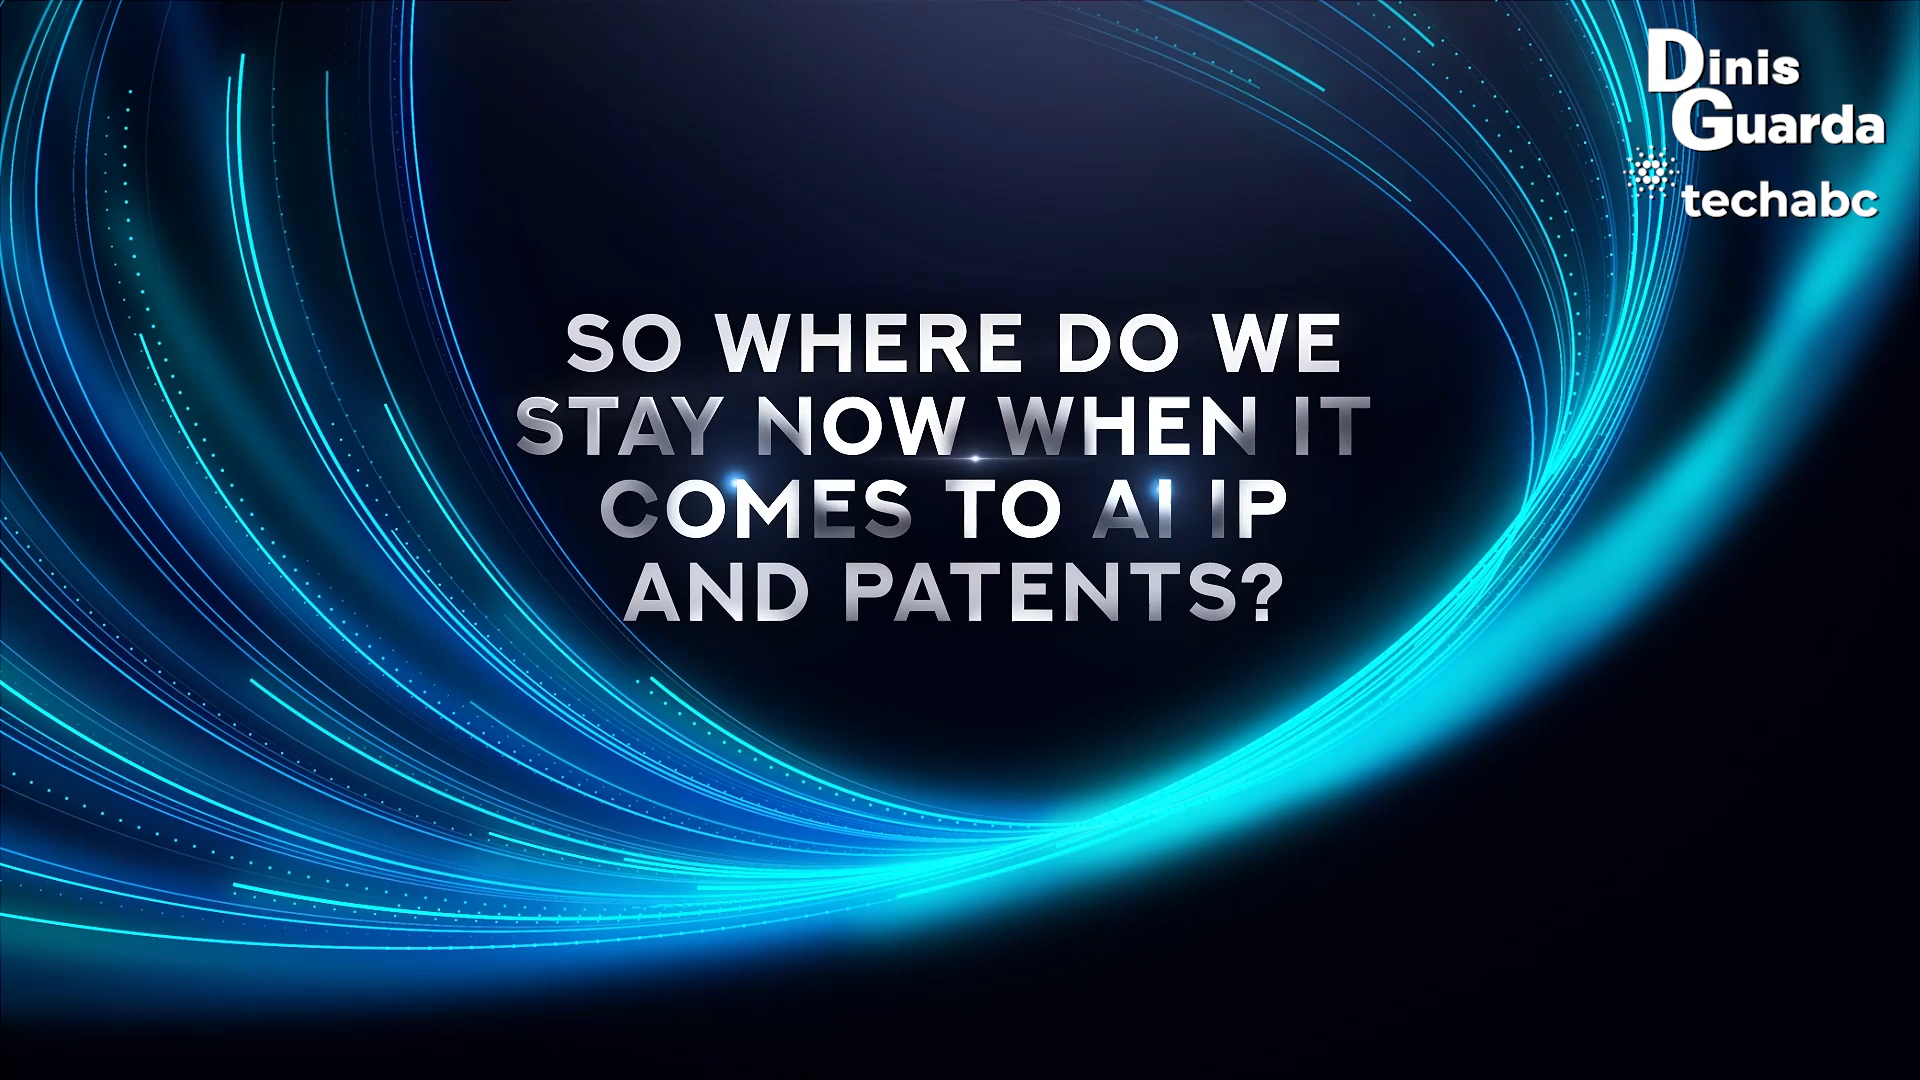 Dinis
Guarda
techabc
SO WHERE DO WE
STAY NOW WHEN IT
COMES TO AI IP
AND PATENTS?